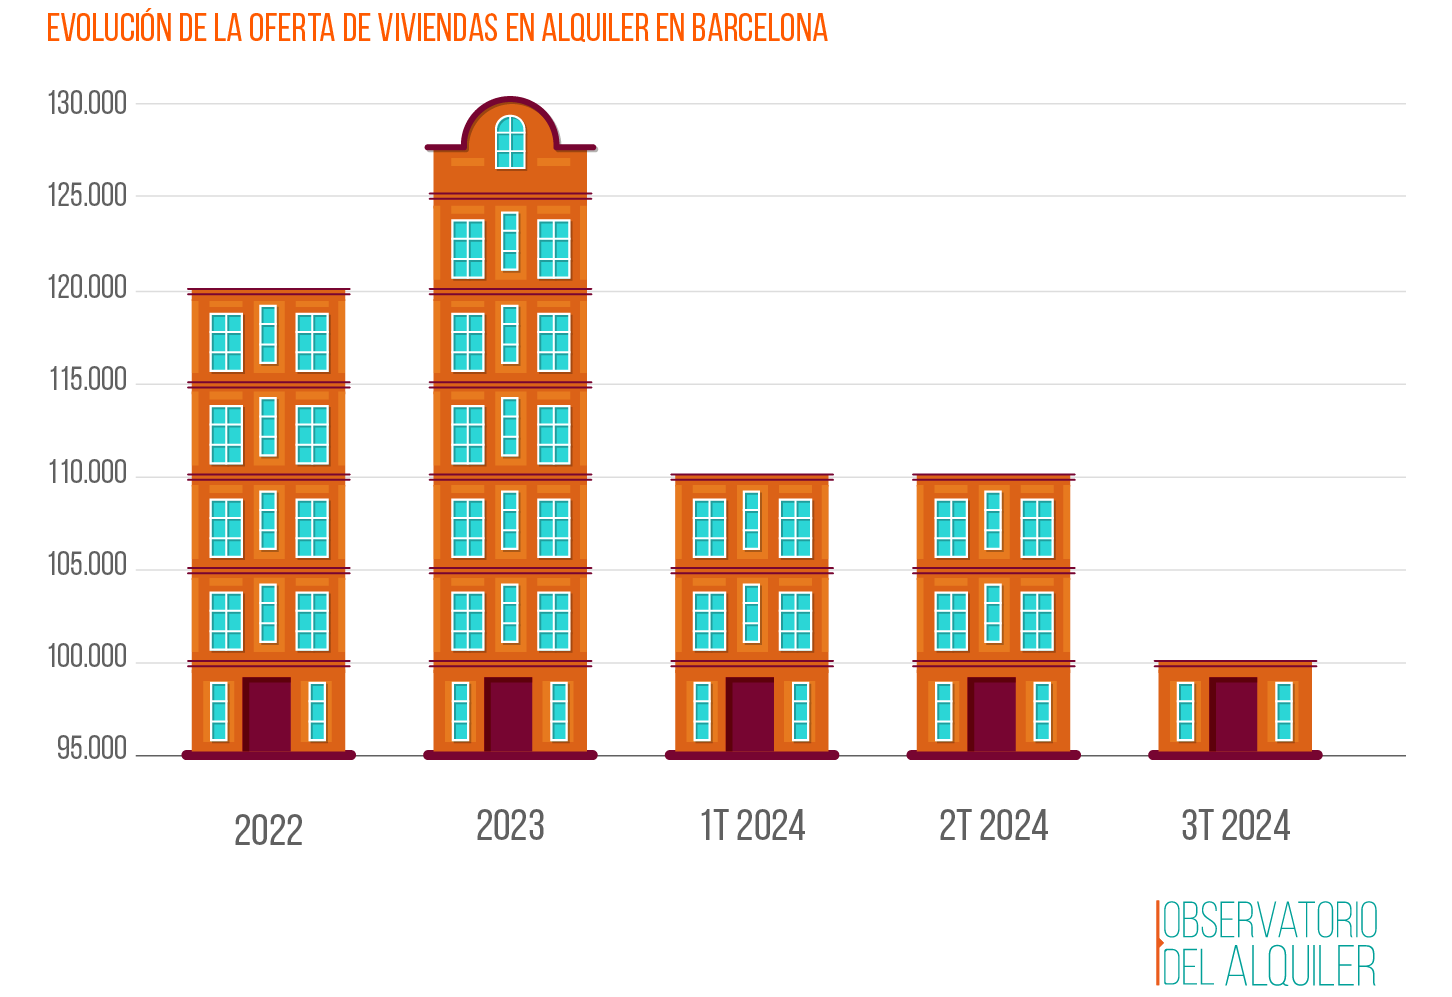 EVOLUCIÓN DE LA OFERTA DE VIVIENDAS EN ALQUILER EN BARCELONA
130.000
125.000
120.000
115.000
110.000
105.000
100.000
95.000
2022
2023
1T 2024
2T 2024
3T 2024
OBSERVATORIO
DEL ALQUILER